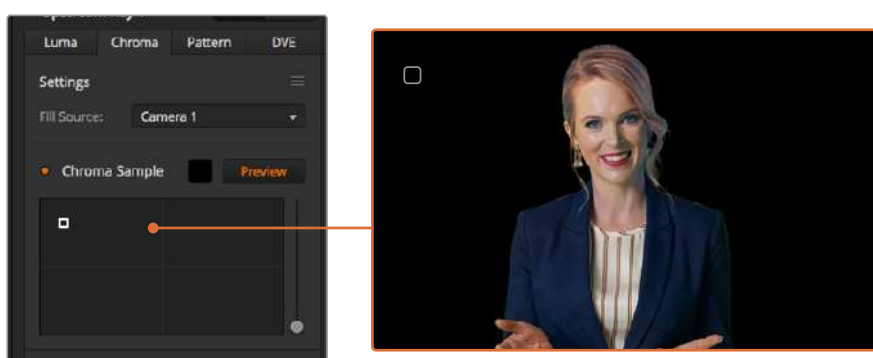 Luma Chroma Pattern DVE
Settings
Fill Source: Camera 1
Chroma Sample Preview